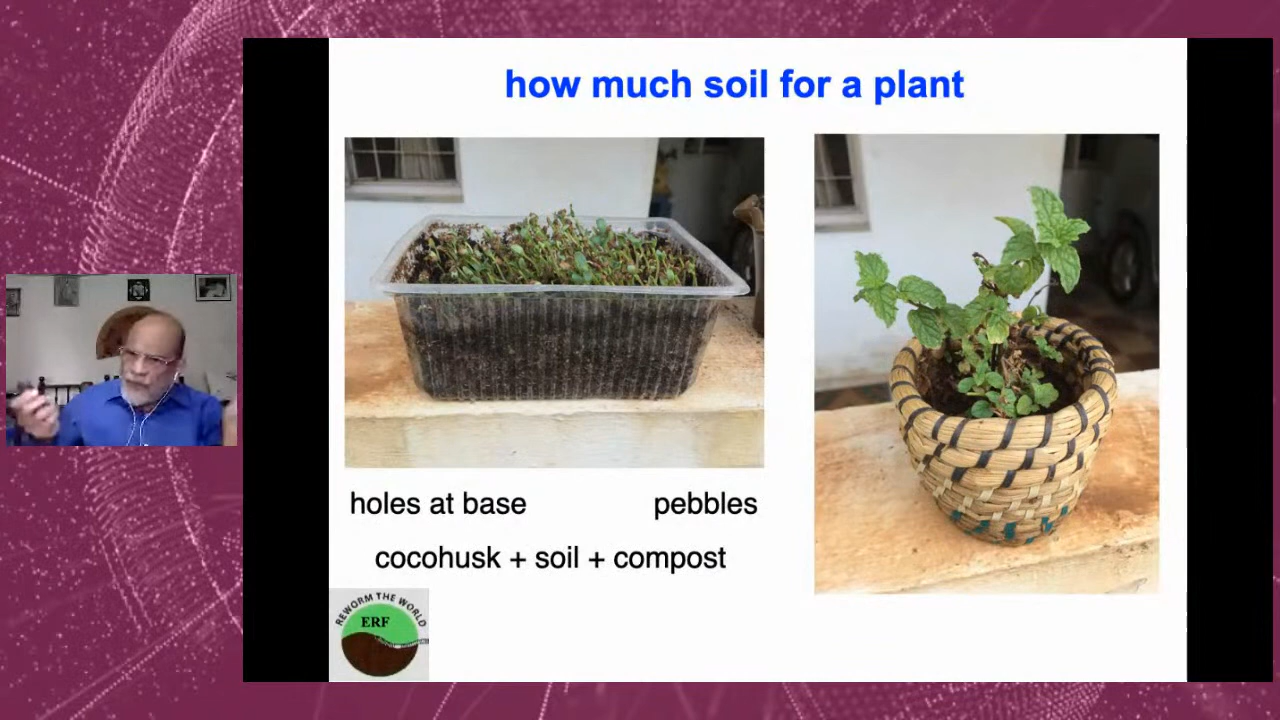 how much soil for a plant
holes at base
pebbles
cocohusk + soil + compost
REWORM THE WORLD
ERF